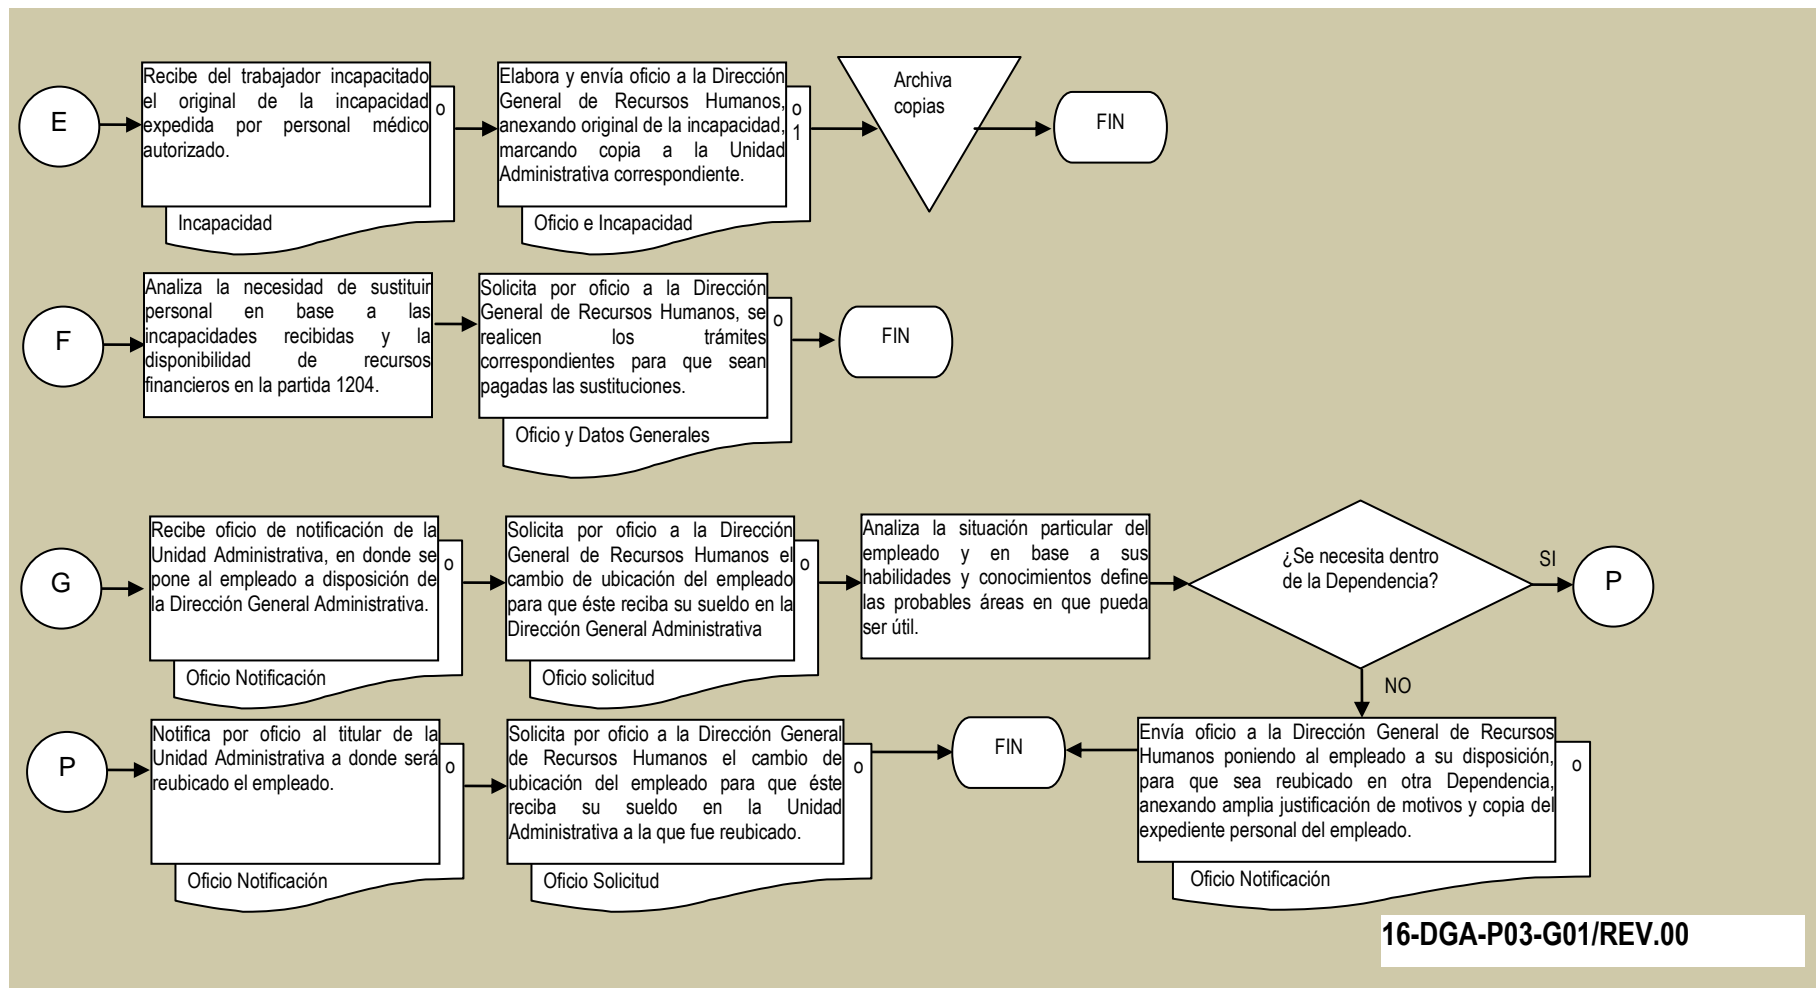 E
Recibe del trabajador incapacitado
el original de la incapacidad
expedida por personal médico
autorizado.
o
Incapacidad
Elabora y envía oficio a la Dirección
General de Recursos Humanos,
anexando original de la incapacidad,
marcando copia a la Unidad
Administrativa correspondiente.
o
1
Oficio e Incapacidad
Archiva
copias
FIN
F
Analiza la necesidad de sustituir
personal en base a las
incapacidades recibidas y la
disponibilidad de recursos
financieros en la partida 1204.
Solicita por oficio a la Dirección
General de Recursos Humanos, se
realicen los trámites
correspondientes para que sean
pagadas las sustituciones.
o
Oficio y Datos Generales
FIN
G
Recibe oficio de notificación de la
Unidad Administrativa, en donde se
pone al empleado a disposición de
la Dirección General Administrativa.
o
Oficio Notificación
Solicita por oficio a la Dirección
General de Recursos Humanos el
cambio de ubicación del empleado
para que éste reciba su sueldo en la
Dirección General Administrativa
o
Oficio solicitud
Analiza la situación particular del
empleado y en base a sus
habilidades y conocimientos define
las probables áreas en que pueda
ser útil.
¿Se necesita dentro
de la Dependencia?
SI
P
NO
P
Notifica por oficio al titular de la
Unidad Administrativa a donde será
reubicado el empleado.
o
Oficio Notificación
Solicita por oficio a la Dirección General
de Recursos Humanos el cambio de
ubicación del empleado para que éste
reciba su sueldo en la Unidad
Administrativa a la que fue reubicado.
o
Oficio Solicitud
FIN
Envía oficio a la Dirección General de Recursos
Humanos poniendo al empleado a su disposición,
para que sea reubicado en otra Dependencia,
anexando amplia justificación de motivos y copia del
expediente personal del empleado.
o
Oficio Notificación
16-DGA-P03-G01/REV.00